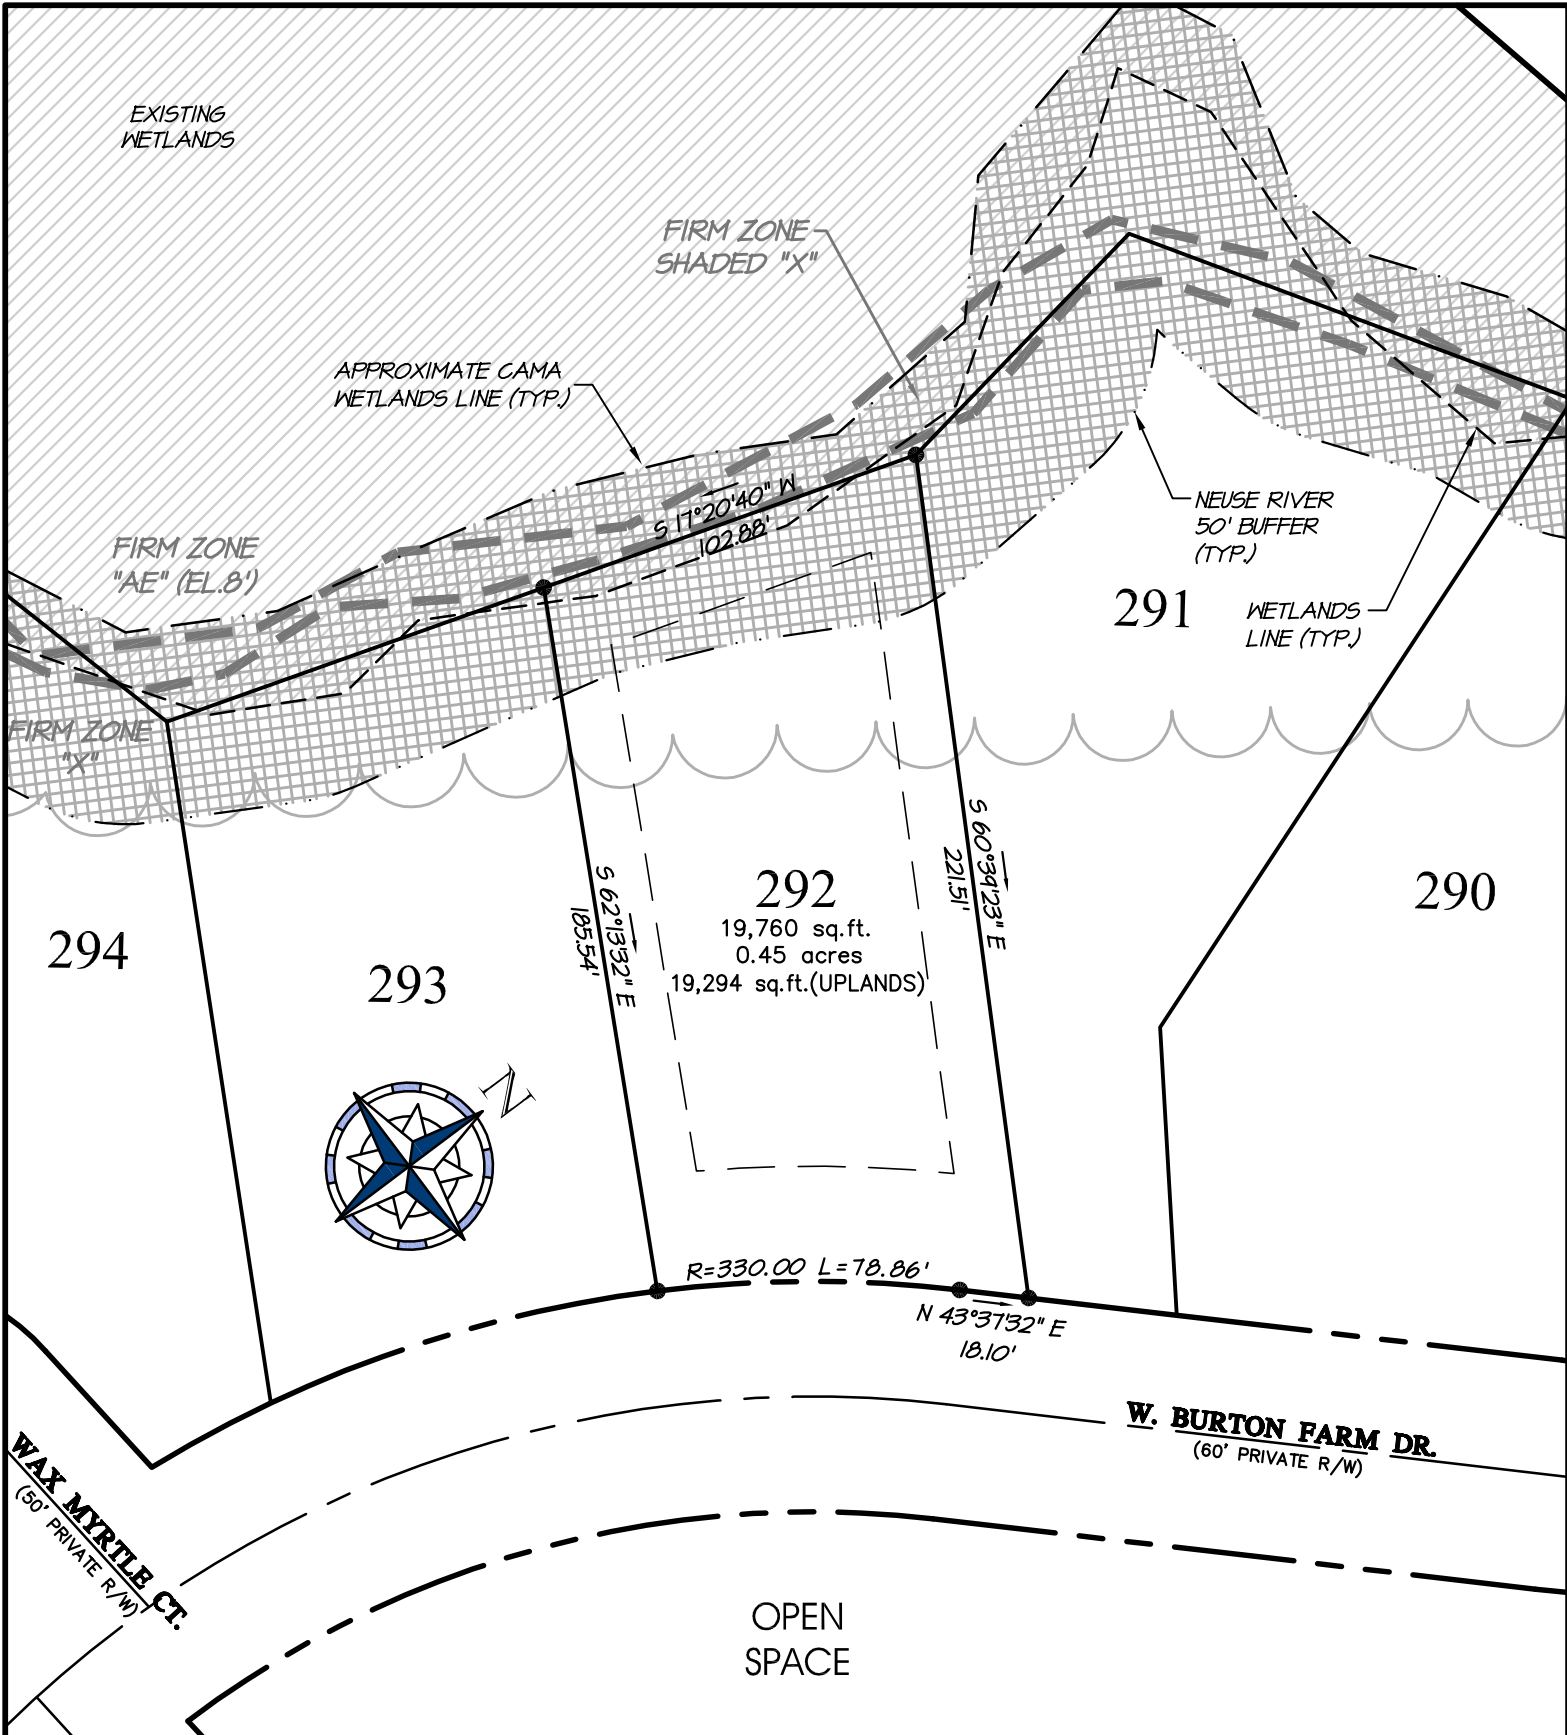 EXISTING
WETLANDS
FIRM ZONE
SHADED "X"
APPROXIMATE CAMA
WETLANDS LINE (TYP.)
S 17°20'40" W
102.88'
NEUSE RIVER
50' BUFFER
(TYP.)
FIRM ZONE
"AE" (EL.8')
291
WETLANDS
LINE (TYP.)
FIRM ZONE
"X"
S 60°39'23" E
221.51'
S 62°13'32" E
185.54'
292
19,760 sq.ft.
0.45 acres
19,294 sq.ft.(UPLANDS)
290
294
293
N
R=330.00 L=78.86'
N 43°37'32" E
18.10'
W. BURTON FARM DR.
(60' PRIVATE R/W)
WAX MYRTLE CT.
(50' PRIVATE R/W)
OPEN
SPACE